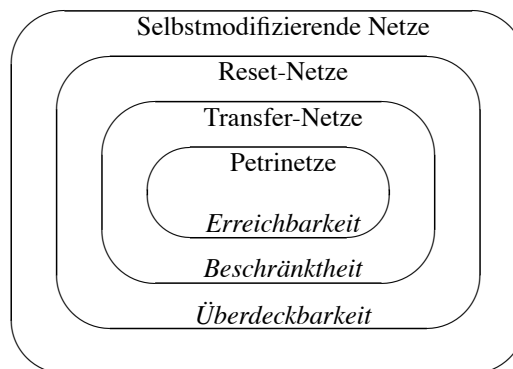 Selbstmodifizierende Netze
Reset-Netze
Transfer-Netze
Petrinetze
Erreichbarkeit
Beschränktheit
Überdeckbarkeit